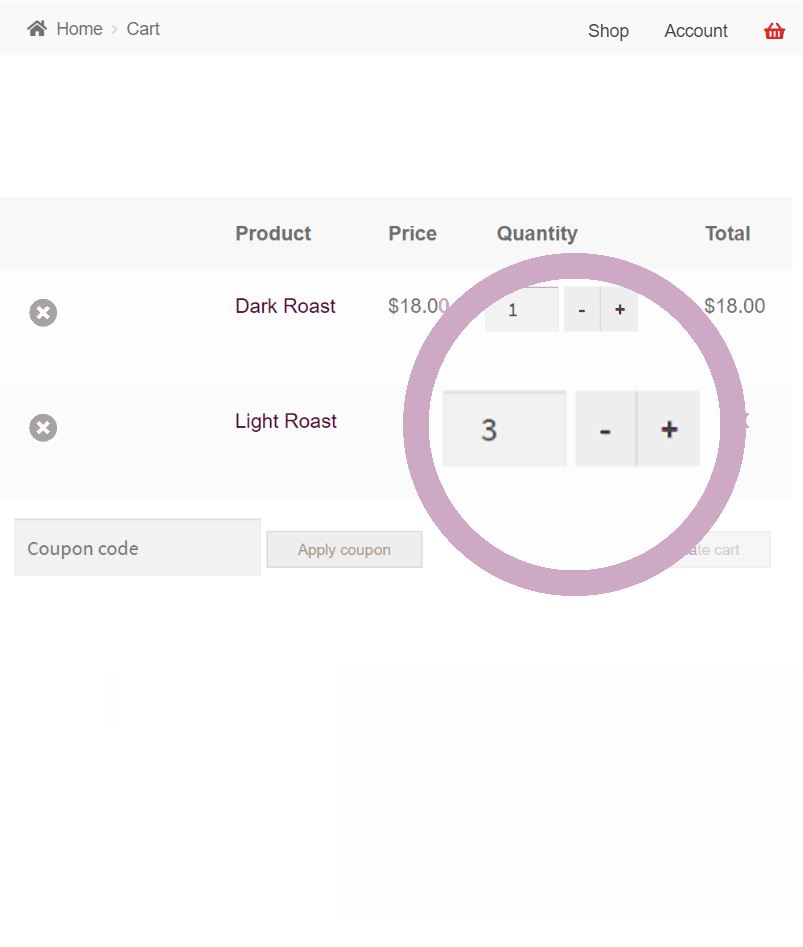 Home › Cart Shop Account
Product Price Quantity Total
Dark Roast $18.00 1 - + $18.00
Light Roast 3 - +
Coupon code Apply coupon ate cart